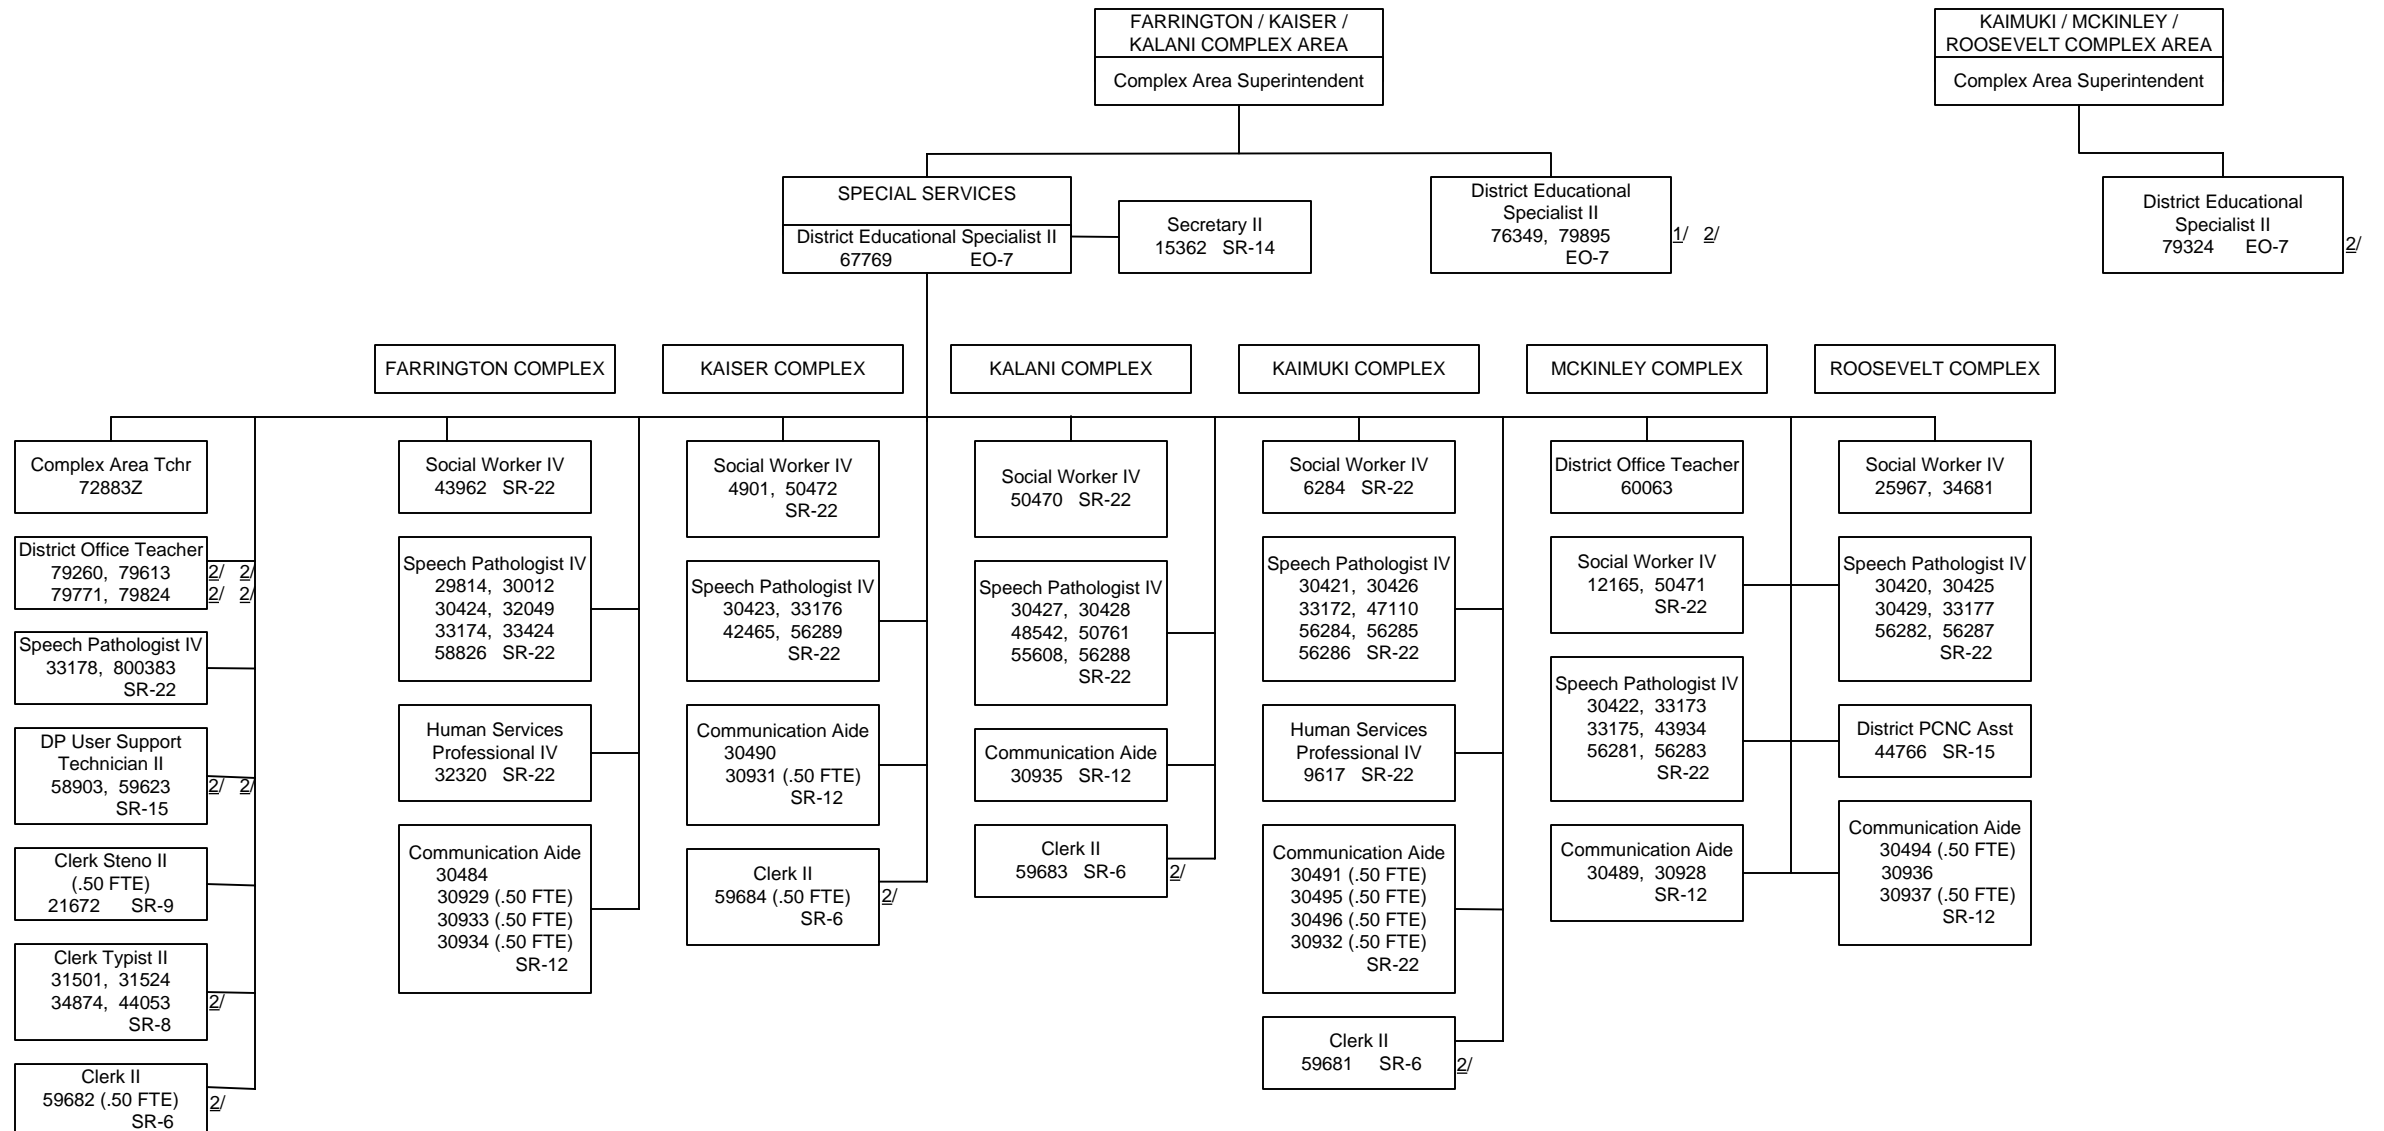 FARRINGTON / KAISER /
KALANI COMPLEX AREA
Complex Area Superintendent
KAIMUKI / MCKINLEY /
ROOSEVELT COMPLEX AREA
Complex Area Superintendent
SPECIAL SERVICES
District Educational Specialist II
67769 EO-7
Secretary II
15362 SR-14
District Educational
Specialist II
76349, 79895
EO-7
1/ 2/
District Educational
Specialist II
79324 EO-7
2/
FARRINGTON COMPLEX
KAISER COMPLEX
KALANI COMPLEX
KAIMUKI COMPLEX
MCKINLEY COMPLEX
ROOSEVELT COMPLEX
Complex Area Tchr
72883Z
District Office Teacher
79260, 79613 2/ 2/
79771, 79824 2/ 2/
Speech Pathologist IV
33178, 800383
SR-22
DP User Support
Technician II
58903, 59623 2/ 2/
SR-15
Clerk Steno II
(.50 FTE)
21672 SR-9
Clerk Typist II
31501, 31524
34874, 44053 2/
SR-8
Clerk II
59682 (.50 FTE) 2/
SR-6
Social Worker IV
43962 SR-22
Speech Pathologist IV
29814, 30012
30424, 32049
33174, 33424
58826 SR-22
Human Services
Professional IV
32320 SR-22
Communication Aide
30484
30929 (.50 FTE)
30933 (.50 FTE)
30934 (.50 FTE)
SR-12
Social Worker IV
4901, 50472
SR-22
Speech Pathologist IV
30423, 33176
42465, 56289
SR-22
Communication Aide
30490
30931 (.50 FTE)
SR-12
Clerk II
59684 (.50 FTE) 2/
SR-6
Social Worker IV
50470 SR-22
Speech Pathologist IV
30427, 30428
48542, 50761
55608, 56288
SR-22
Communication Aide
30935 SR-12
Clerk II
59683 SR-6 2/
Social Worker IV
6284 SR-22
Speech Pathologist IV
30421, 30426
33172, 47110
56284, 56285
56286 SR-22
Human Services
Professional IV
9617 SR-22
Communication Aide
30491 (.50 FTE)
30495 (.50 FTE)
30496 (.50 FTE)
30932 (.50 FTE)
SR-22
Clerk II
59681 SR-6 2/
District Office Teacher
60063
Social Worker IV
12165, 50471
SR-22
Speech Pathologist IV
30422, 33173
33175, 43934
56281, 56283
SR-22
Communication Aide
30489, 30928
SR-12
Social Worker IV
25967, 34681
Speech Pathologist IV
30420, 30425
30429, 33177
56282, 56287
SR-22
District PCNC Asst
44766 SR-15
Communication Aide
30494 (.50 FTE)
30936
30937 (.50 FTE)
SR-12